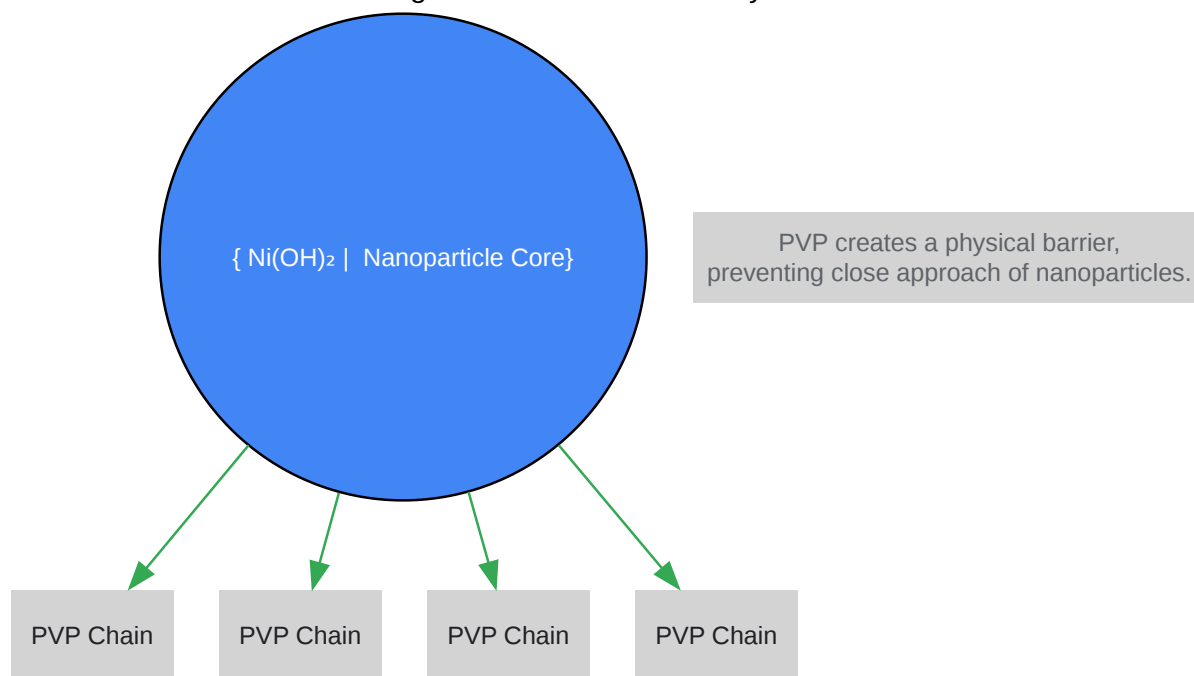 { Ni(OH)₂ |  Nanoparticle Core}
PVP creates a physical barrier,
preventing close approach of nanoparticles.
PVP Chain
PVP Chain
PVP Chain
PVP Chain